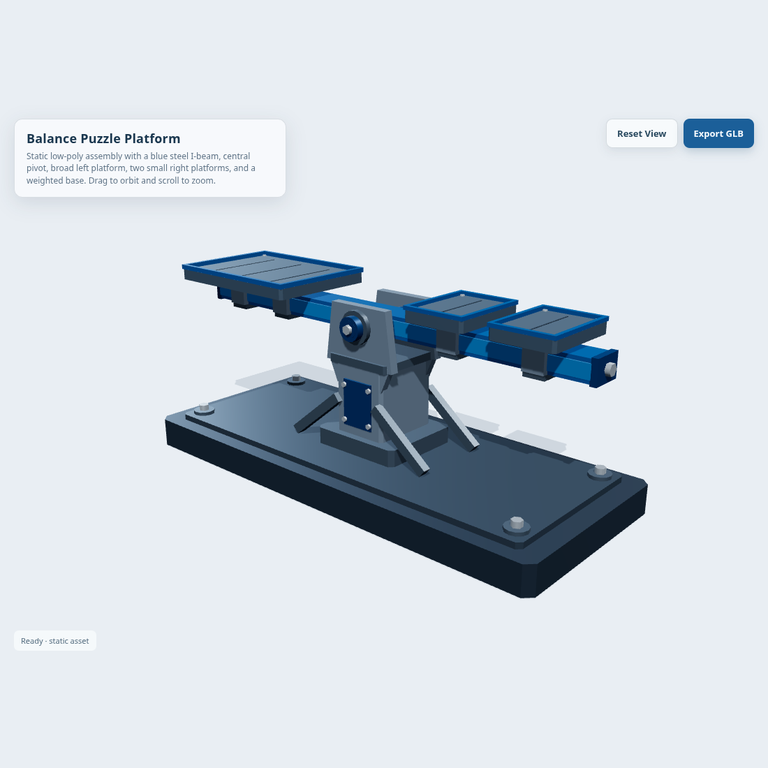 Balance Puzzle Platform
Static low-poly assembly with a blue steel I-beam, central
pivot, broad left platform, two small right platforms, and a
weighted base. Drag to orbit and scroll to zoom.
Reset View
Export GLB
Ready · static asset